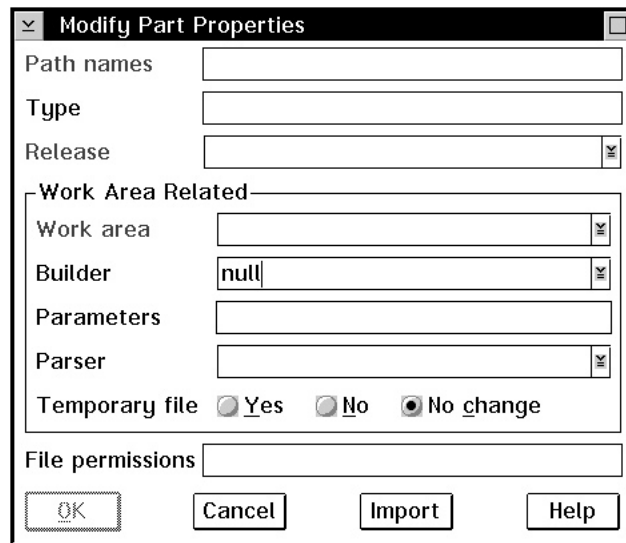 Modify Part Properties
Path names
Type
Release
Work Area Related
Work area
Builder null
Parameters
Parser
Temporary file Yes No No change
File permissions
OK Cancel Import Help